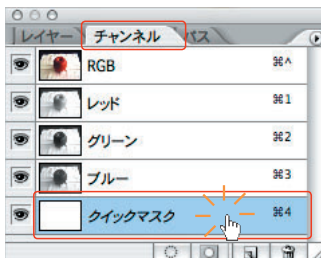 レイヤー チャンネル パス
RGB ⌘^
レッド ⌘1
グリーン ⌘2
ブルー ⌘3
クイックマスク ⌘4